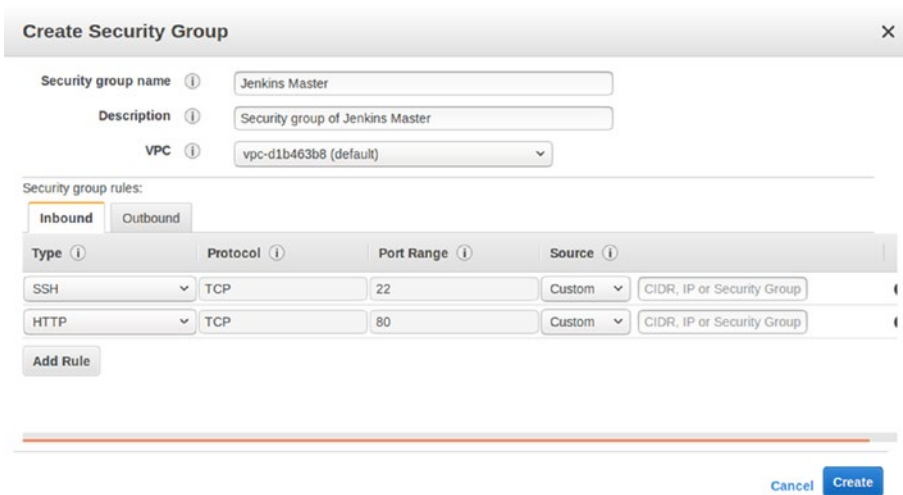 Create Security Group
Security group name Jenkins Master
Description Security group of Jenkins Master
VPC vpc-d1b463b8 (default)
Security group rules:
Inbound Outbound
Type Protocol Port Range Source
SSH TCP 22 Custom CIDR, IP or Security Group
HTTP TCP 80 Custom CIDR, IP or Security Group
Add Rule
Cancel Create